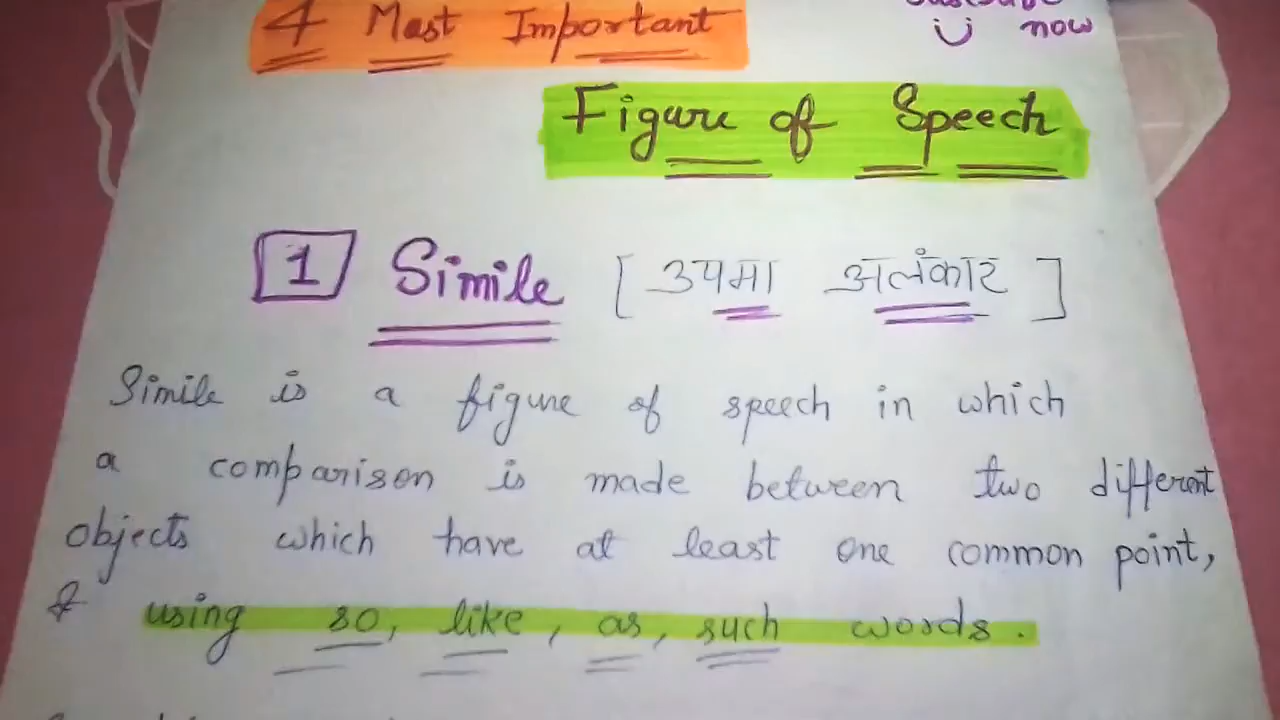 4 Most Important
now
Figure of Speech
1 Simile [उपमा अलंकार]
Simile is a figure of speech in which
a comparison is made between two different
objects which have at least one common point,
& using so, like, as, such words.